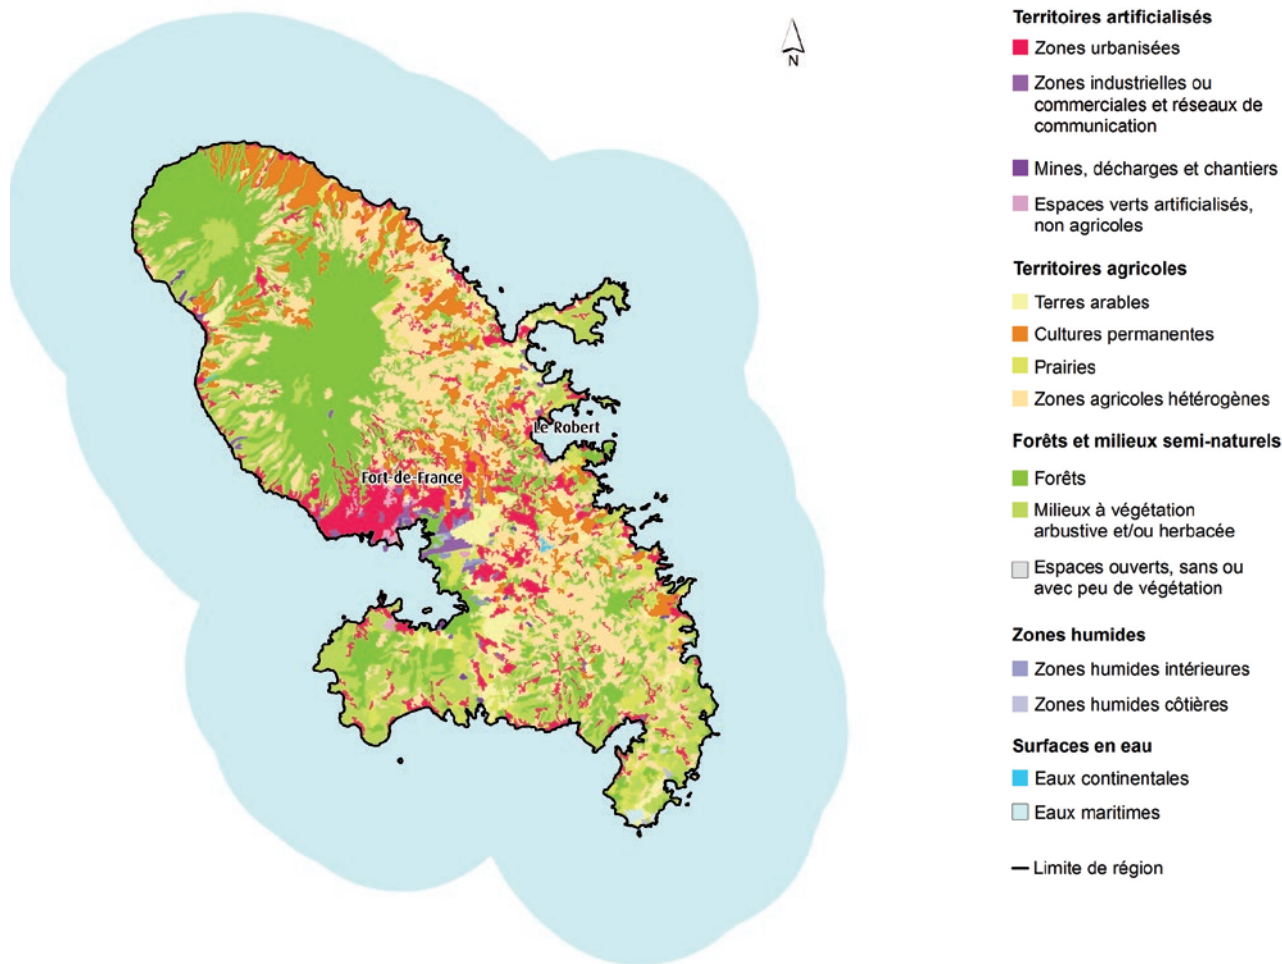 N
Le Robert
Fort-de-France
Territoires artificialisés
Zones urbanisées
Zones industrielles ou
commerciales et réseaux de
communication
Mines, décharges et chantiers
Espaces verts artificialisés,
non agricoles
Territoires agricoles
Terres arables
Cultures permanentes
Prairies
Zones agricoles hétérogènes
Forêts et milieux semi-naturels
Forêts
Milieux à végétation
arbustive et/ou herbacée
Espaces ouverts, sans ou
avec peu de végétation
Zones humides
Zones humides intérieures
Zones humides côtières
Surfaces en eau
Eaux continentales
Eaux maritimes
Limite de région